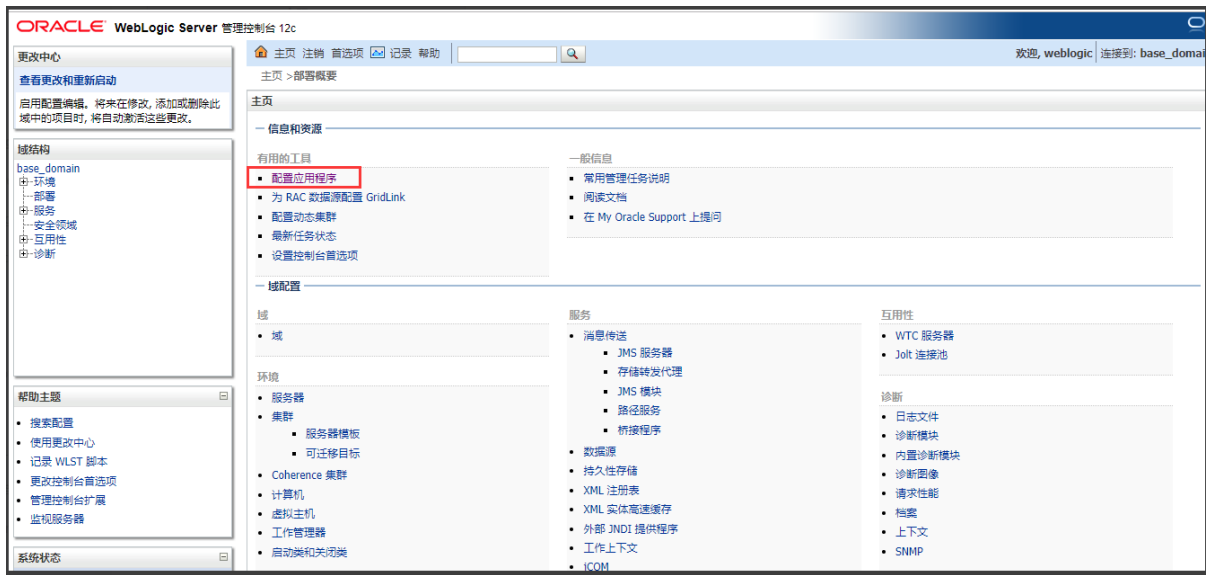 ORACLE WebLogic Server 管理控制台 12c
更改中心
查看更改和重新启动
启用配置编辑。将来在修改, 添加或删除此
域中的项目时, 将自动激活这些更改。
域结构
base_domain
环境
部署
服务
安全领域
互用性
诊断
帮助主题
搜索配置
使用更改中心
记录 WLST 脚本
更改控制台首选项
管理控制台扩展
监视服务器
系统状态
主页 注销 首选项 记录 帮助
欢迎, weblogic 连接到: base_domai
主页 >部署概要
主页
信息和资源
有用的工具
配置应用程序
为 RAC 数据源配置 GridLink
配置动态集群
最新任务状态
设置控制台首选项
一般信息
常用管理任务说明
阅读文档
在 My Oracle Support 上提问
域配置
域
域
环境
服务器
集群
服务器模板
可迁移目标
Coherence 集群
计算机
虚拟主机
工作管理器
启动类和关闭类
服务
消息传送
JMS 服务器
存储转发代理
JMS 模块
路径服务
桥接程序
数据源
持久性存储
XML 注册表
XML 实体高速缓存
外部 JNDI 提供程序
工作上下文
jCOM
互用性
WTC 服务器
Jolt 连接池
诊断
日志文件
诊断模块
内置诊断模块
诊断图像
请求性能
档案
上下文
SNMP